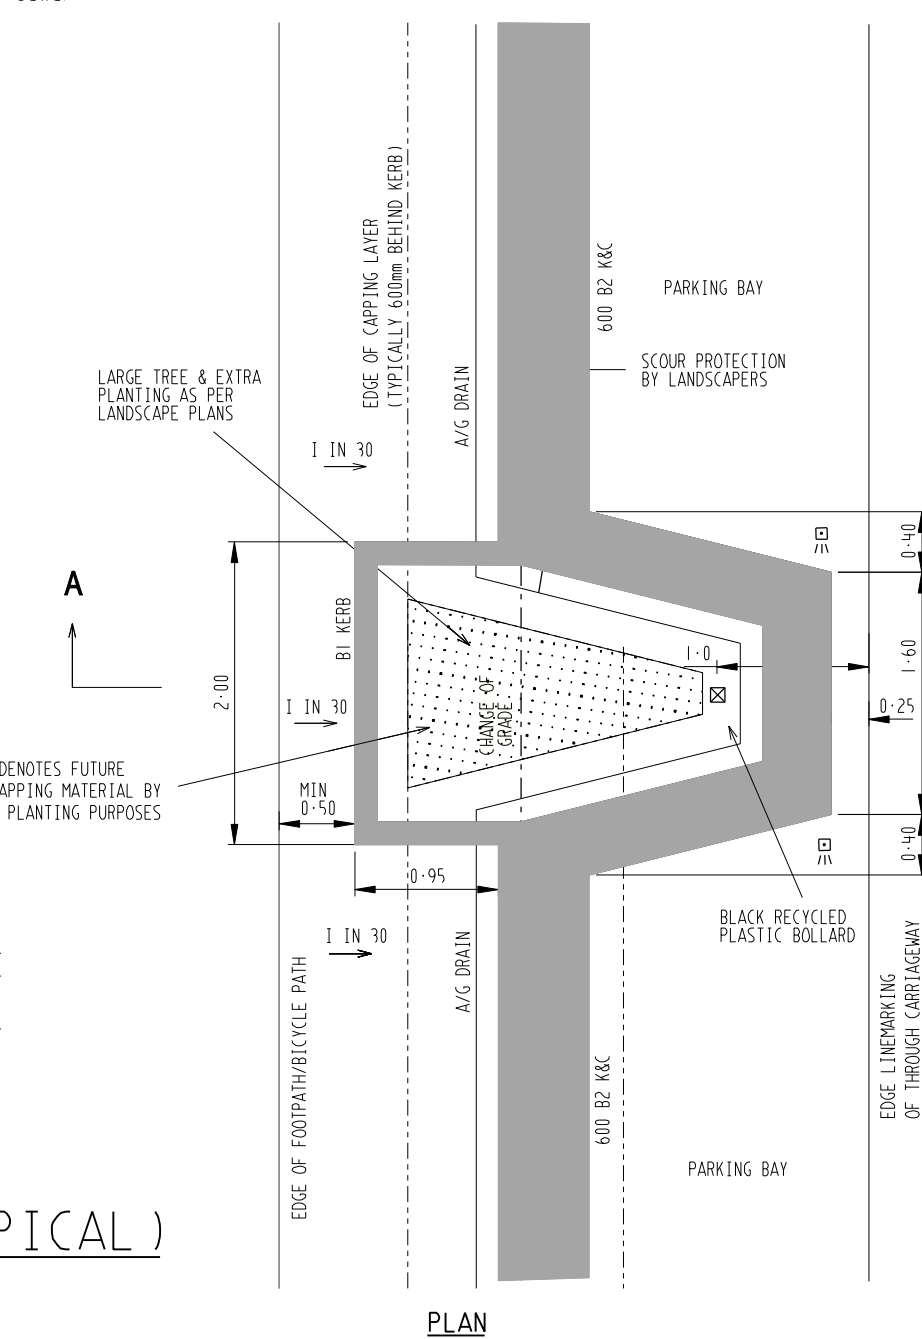 EDGE OF CAPPING LAYER
(TYPICALLY 600mm BEHIND KERB)
600 B2 K&C
PARKING BAY
SCOUR PROTECTION
BY LANDSCAPERS
LARGE TREE & EXTRA
PLANTING AS PER
LANDSCAPE PLANS
A/G DRAIN
I IN 30
0·40
A
B1 KERB
1·0
1·60
2·00
CHANGE OF
GRADE
I IN 30
0·25
DENOTES FUTURE
APPING MATERIAL BY
PLANTING PURPOSES
MIN
0·50
0·40
0·95
BLACK RECYCLED
PLASTIC BOLLARD
I IN 30
A/G DRAIN
EDGE OF FOOTPATH/BICYCLE PATH
EDGE LINEMARKING
OF THROUGH CARRIAGEWAY
600 B2 K&C
PARKING BAY
PICAL)
PLAN